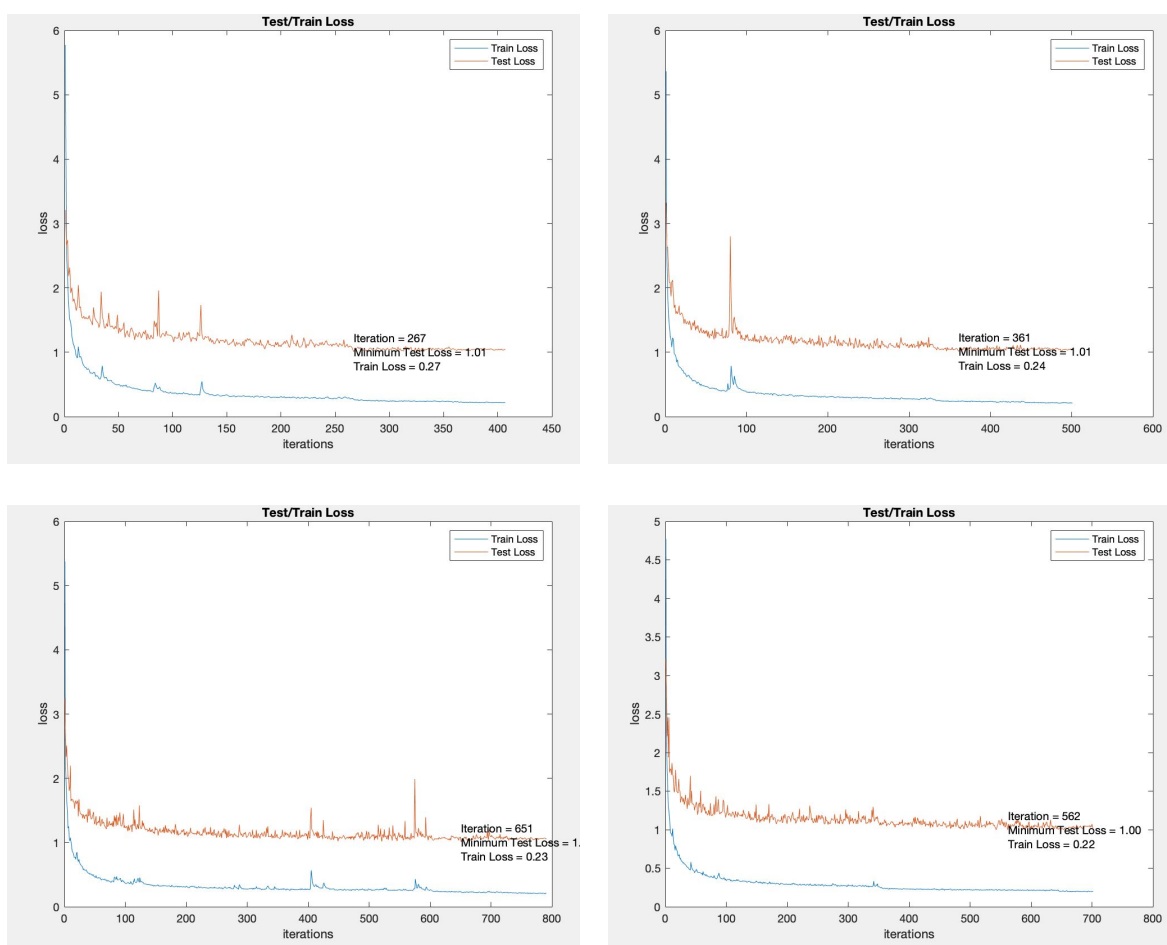 Test/Train Loss
6
5
4
3
2
1
0
loss
Train Loss
Test Loss
Iteration = 267
Minimum Test Loss = 1.01
Train Loss = 0.27
0 50 100 150 200 250 300 350 400 450
iterations
Test/Train Loss
6
5
4
3
2
1
0
loss
Train Loss
Test Loss
Iteration = 361
Minimum Test Loss = 1.01
Train Loss = 0.24
0 100 200 300 400 500 600
iterations
Test/Train Loss
6
5
4
3
2
1
0
loss
Train Loss
Test Loss
Iteration = 651
Minimum Test Loss = 1.
Train Loss = 0.23
0 100 200 300 400 500 600 700 800
iterations
Test/Train Loss
5
4.5
4
3.5
3
2.5
2
1.5
1
0.5
0
loss
Train Loss
Test Loss
Iteration = 562
Minimum Test Loss = 1.00
Train Loss = 0.22
0 100 200 300 400 500 600 700 800
iterations